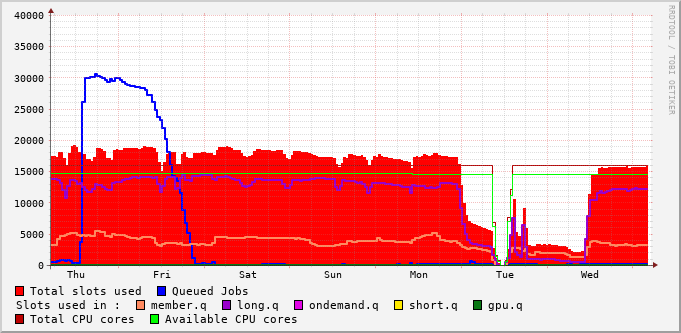 40000
35000
30000
25000
20000
15000
10000
5000
0
Thu Fri Sat Sun Mon Tue Wed
RRDTOOL / TOBI OETIKER
Total slots used Queued Jobs
Slots used in : member.q long.q ondemand.q short.q gpu.q
Total CPU cores Available CPU cores